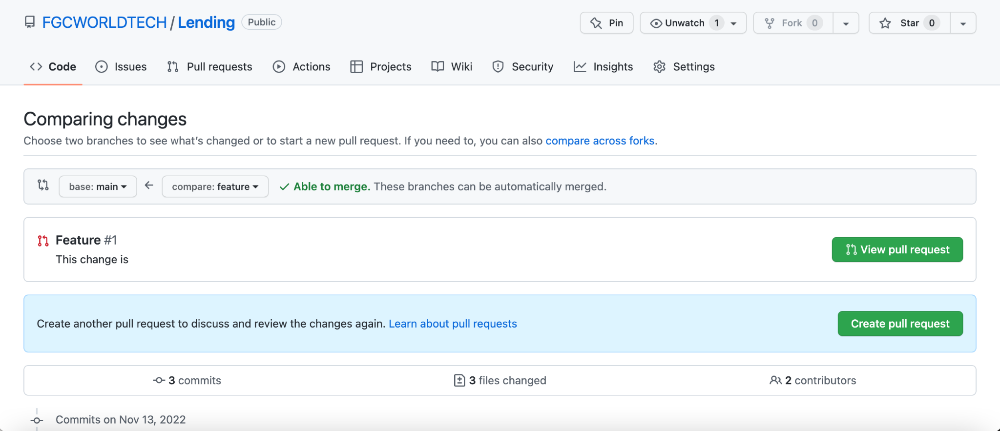 FGCWORLDTECH / Lending Public Pin Unwatch 1 Fork 0 Star 0
Code Issues Pull requests Actions Projects Wiki Security Insights Settings
Comparing changes
Choose two branches to see what's changed or to start a new pull request. If you need to, you can also compare across forks.
base: main compare: feature Able to merge. These branches can be automatically merged.
Feature #1
This change is
View pull request
Create another pull request to discuss and review the changes again. Learn about pull requests Create pull request
3 commits 3 files changed 2 contributors
Commits on Nov 13, 2022